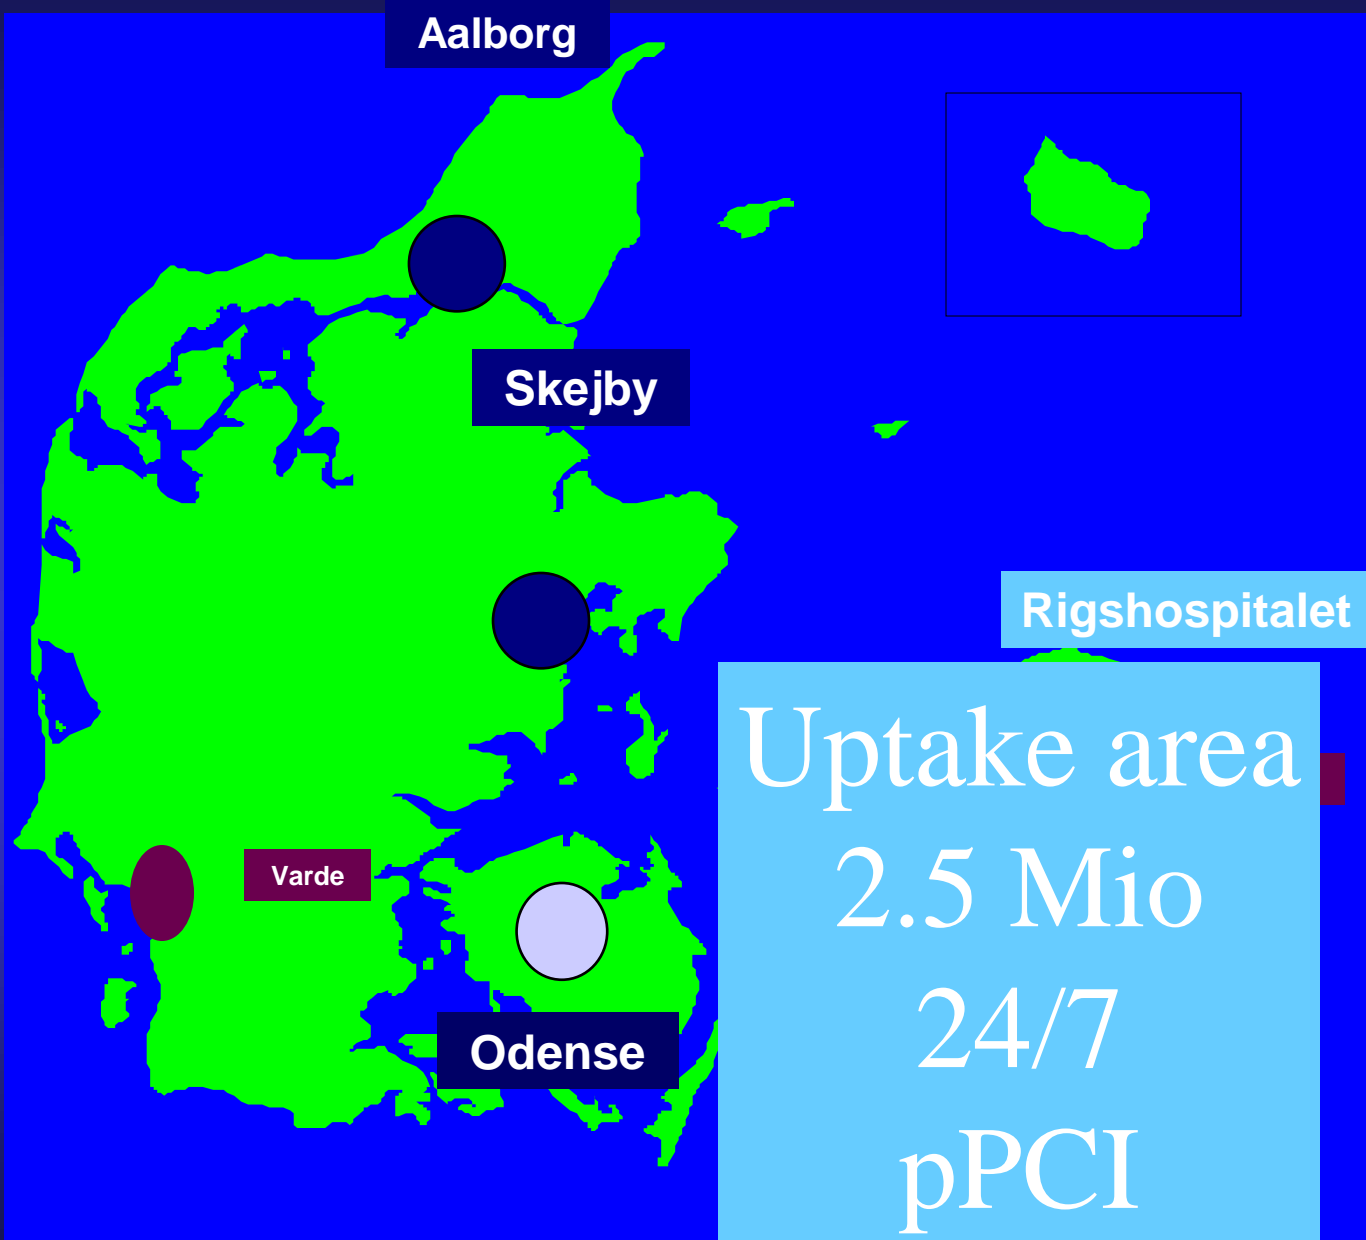 Aalborg
Skejby
Rigshospitalet
Uptake area
2.5 Mio
24/7
pPCI
Varde
Odense